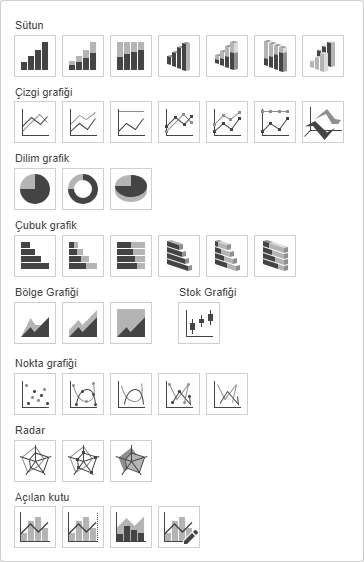 Sütun
Çizgi grafiği
Dilim grafik
Çubuk grafik
Bölge Grafiği
Stok Grafiği
Nokta grafiği
Radar
Açılan kutu